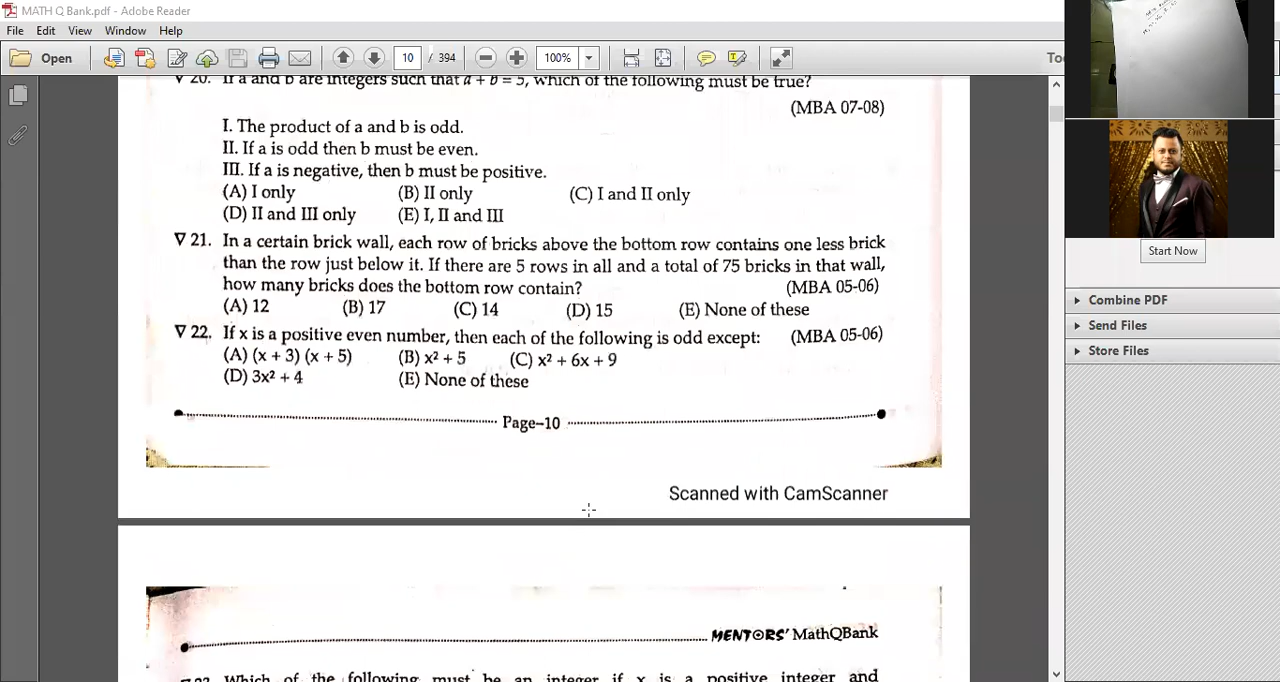 MATH Q Bank.pdf - Adobe Reader
File Edit View Window Help
Open 10 / 394 100%
∇ 20. If a and b are integers such that a + b = 5, which of the following must be true?
(MBA 07-08)
I. The product of a and b is odd.
II. If a is odd then b must be even.
III. If a is negative, then b must be positive.
(A) I only (B) II only (C) I and II only
(D) II and III only (E) I, II and III
∇ 21. In a certain brick wall, each row of bricks above the bottom row contains one less brick
than the row just below it. If there are 5 rows in all and a total of 75 bricks in that wall,
how many bricks does the bottom row contain? (MBA 05-06)
(A) 12 (B) 17 (C) 14 (D) 15 (E) None of these
∇ 22. If x is a positive even number, then each of the following is odd except: (MBA 05-06)
(A) (x + 3) (x + 5) (B) x² + 5 (C) x² + 6x + 9
(D) 3x² + 4 (E) None of these
Page–10
Scanned with CamScanner
MENTORS' MathQBank
Which of the following must be an integer if x is a positive integer and
Start Now
Combine PDF
Send Files
Store Files